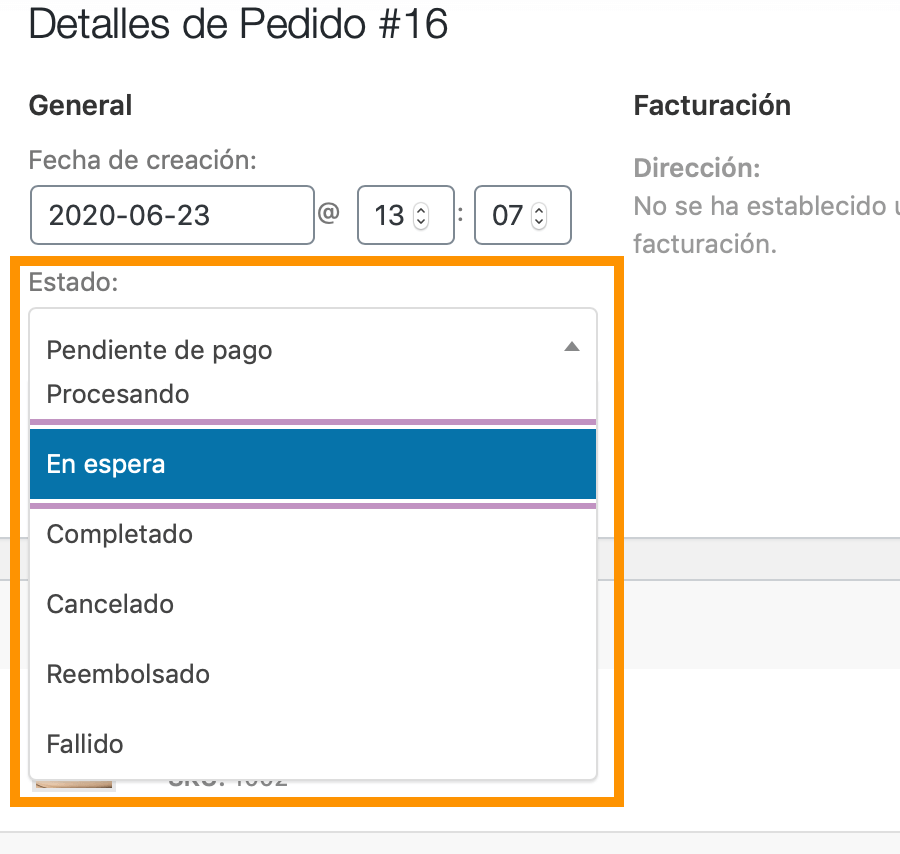 Detalles de Pedido #16
General
Fecha de creación:
2020-06-23 @ 13 : 07
Estado:
Pendiente de pago
Procesando
En espera
Completado
Cancelado
Reembolsado
Fallido
SKU: 1002
Facturación
Dirección:
No se ha establecido
facturación.